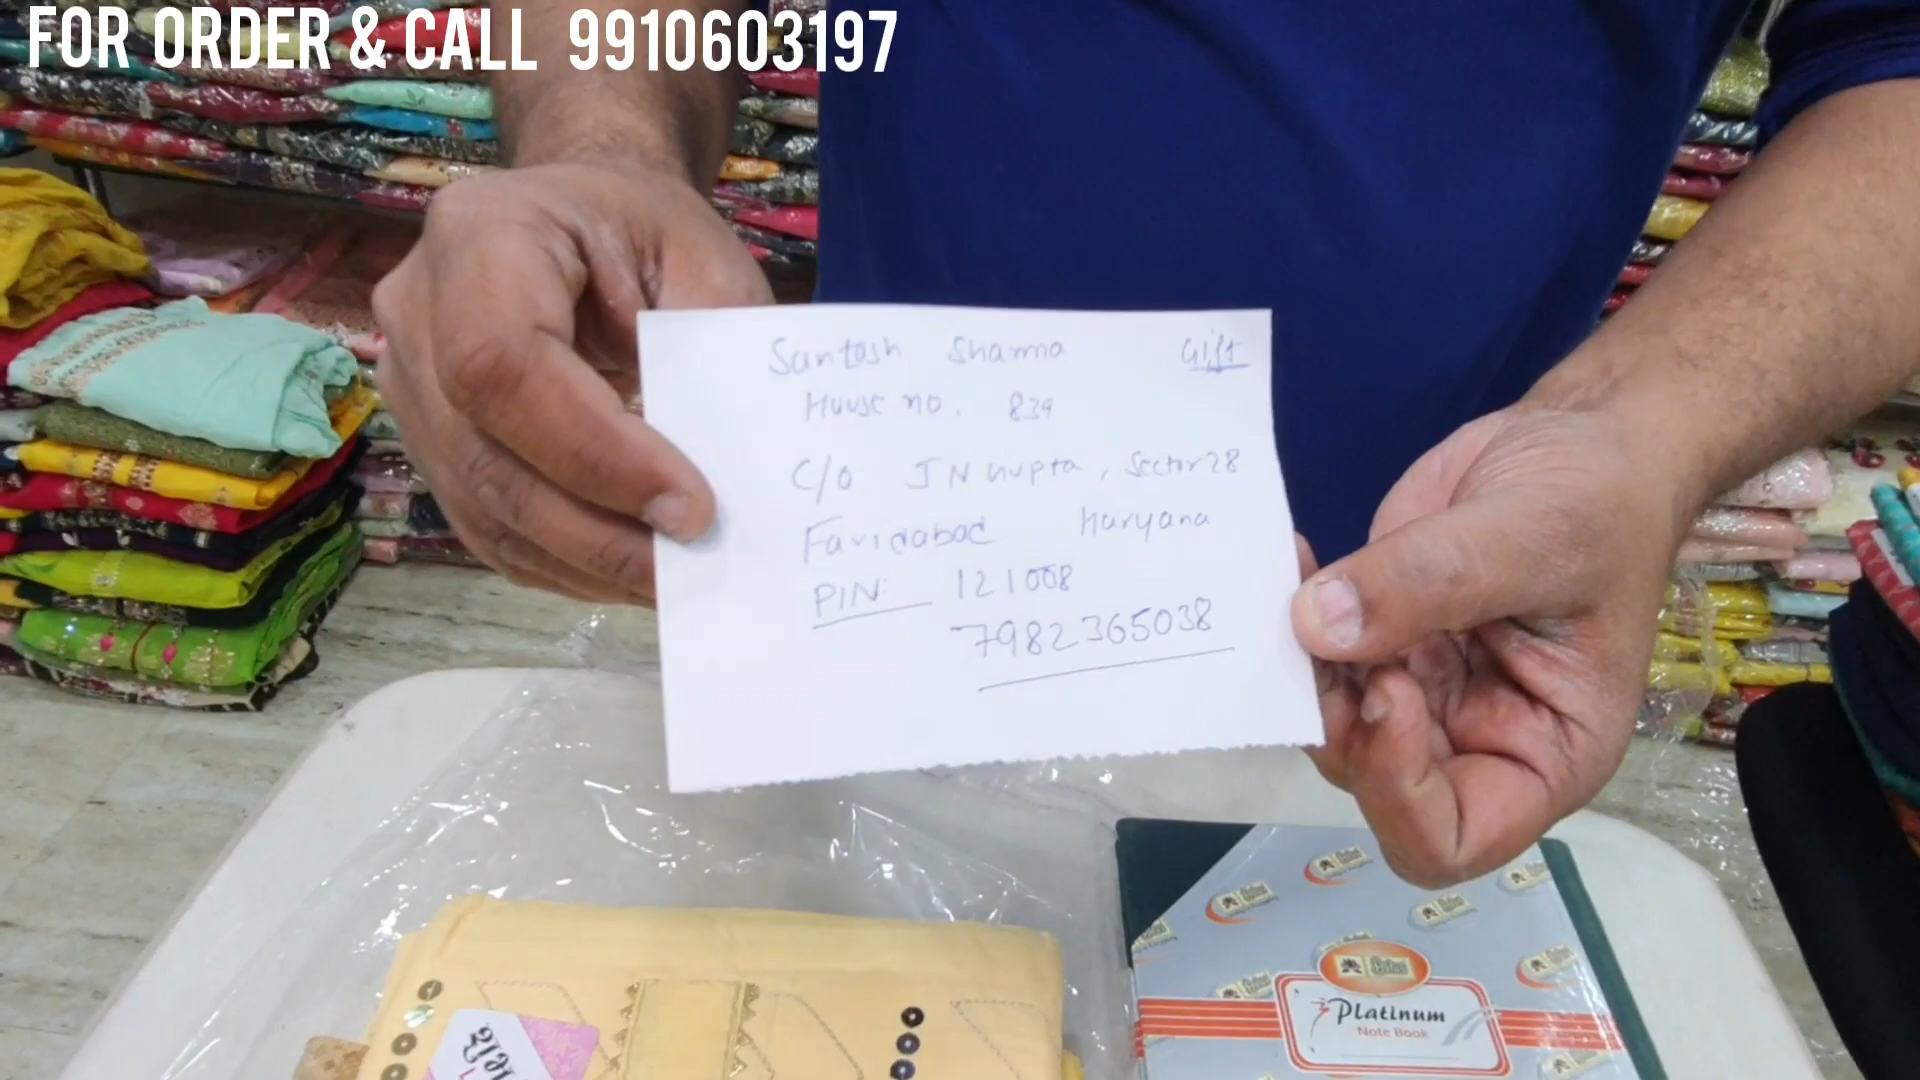 FOR ORDER & CALL 9910603197
Santosh Sharma Gift
House no. 839
C/o J N Gupta, Sector 28
Faridabad Haryana
PIN: 121008
7982365038
Platinum
Note Book